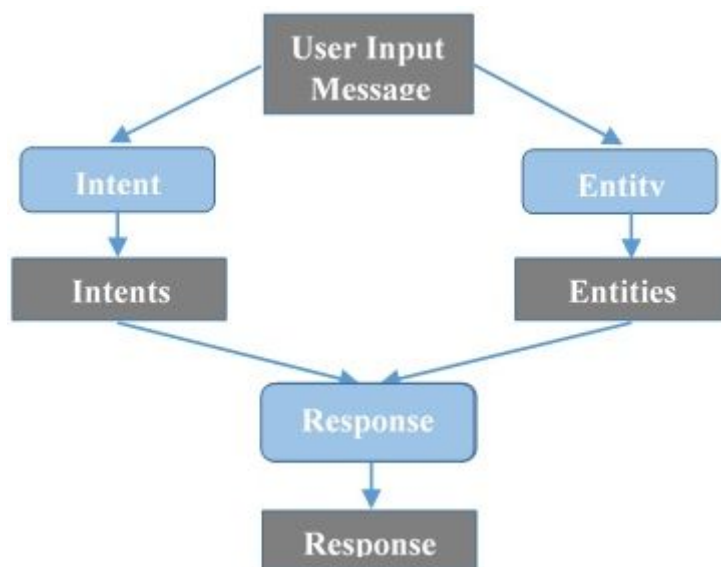 User Input
Message
Intent
Entity
Intents
Entities
Response
Response